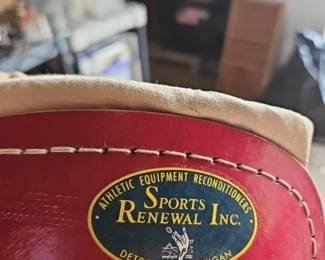 • ATHLETIC EQUIPMENT RECONDITIONERS •
SPORTS
RENEWAL INC.